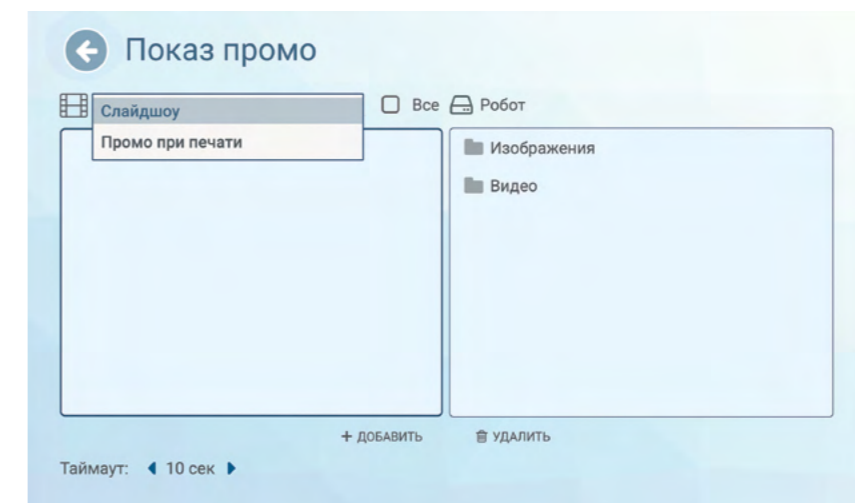 Показ промо
Слайдшоу
Все
Робот
Промо при печати
Изображения
Видео
+ ДОБАВИТЬ
УДАЛИТЬ
Таймаут: 10 сек